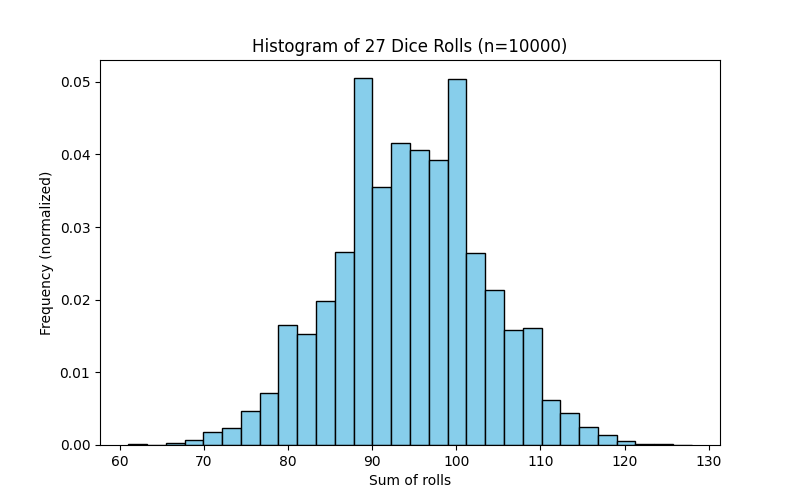 Histogram of 27 Dice Rolls (n=10000)
0.05
0.04
0.03
0.02
0.01
0.00
Frequency (normalized)
60 70 80 90 100 110 120 130
Sum of rolls